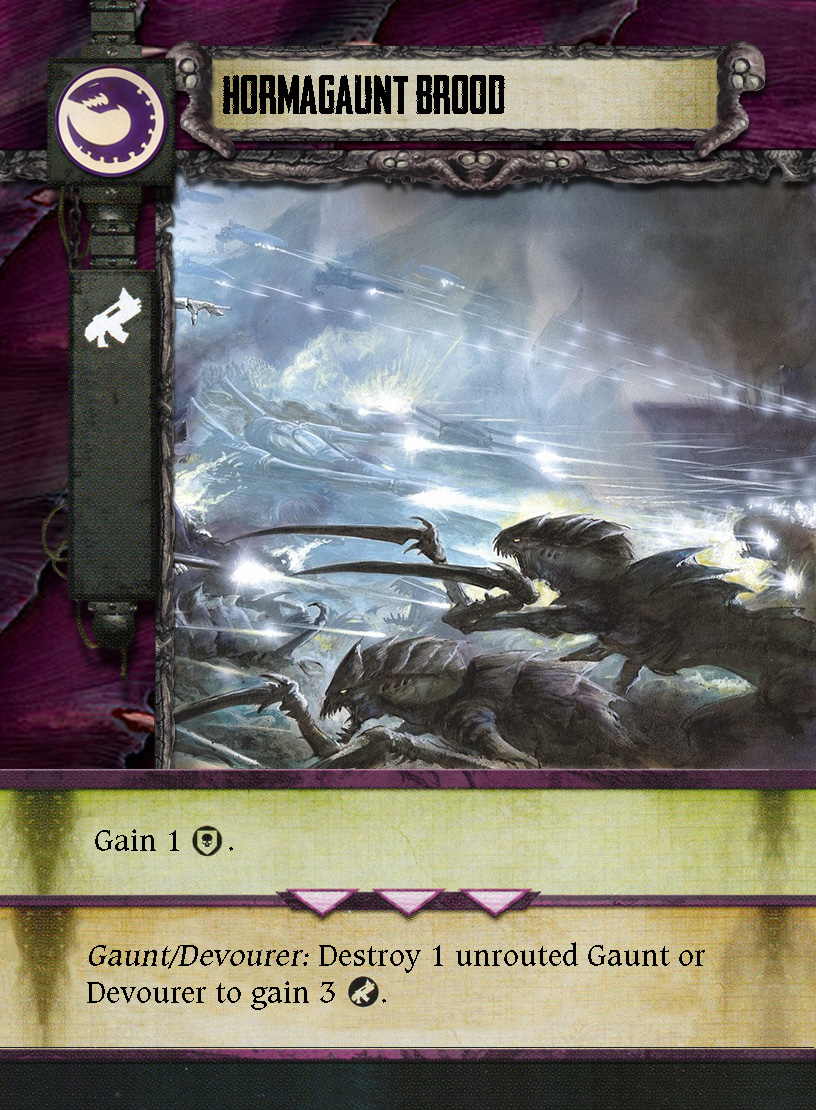 HORMAGAUNT BROOD
Gain 1 .
Gaunt/Devourer: Destroy 1 unrouted Gaunt or
Devourer to gain 3 .